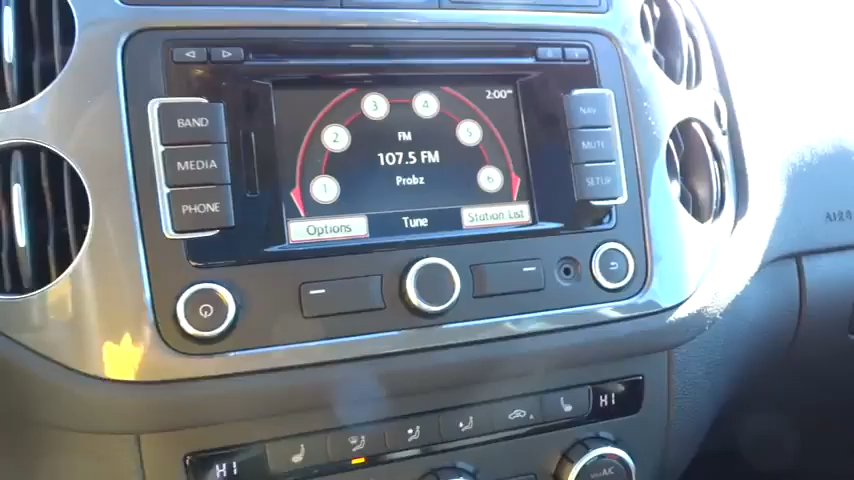 2:00
BAND
MEDIA
PHONE
NAV
MUTE
SETUP
1
2
3
4
5
6
FM
107.5 FM
Probz
Options
Tune
Station List
AIRBAG
HI
HI
A/C